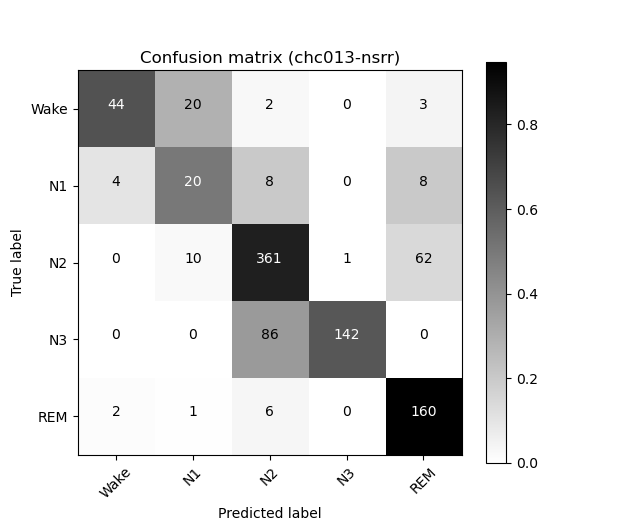 Confusion matrix (chc013-nsrr)
Wake 44 20 2 0 3
N1 4 20 8 0 8
N2 0 10 361 1 62
N3 0 0 86 142 0
REM 2 1 6 0 160
Wake N1 N2 N3 REM
Predicted label
True label
0.8
0.6
0.4
0.2
0.0